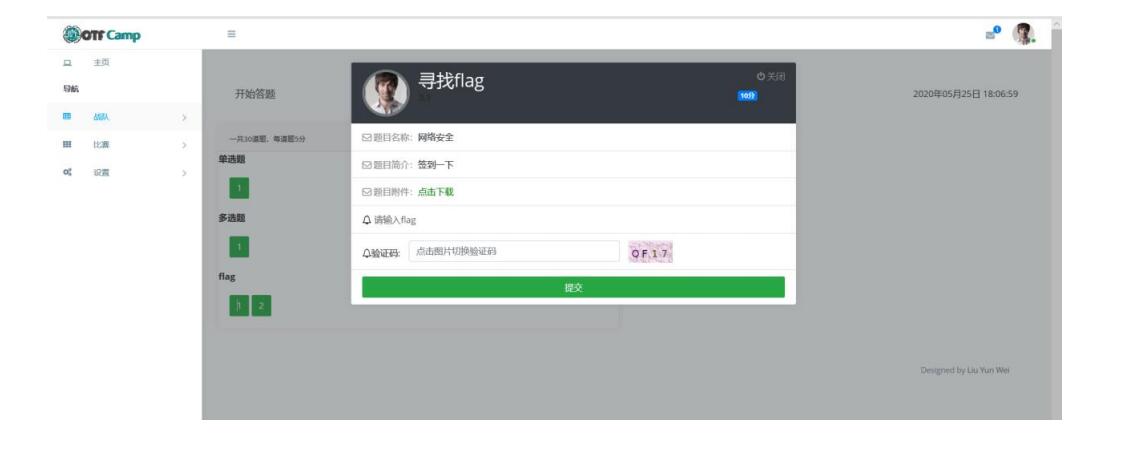 OTF Camp
1
主页
导航
战队
比赛
设置
开始答题
2020年05月25日 18:06:59
一共30道题,每道题5分
单选题
1
多选题
1
flag
1 2
寻找flag
关闭
10分
题目名称: 网络安全
题目简介: 签到一下
题目附件: 点击下载
请输入flag
验证码: 点击图片切换验证码 QF17
提交
Designed by Liu Yun Wei